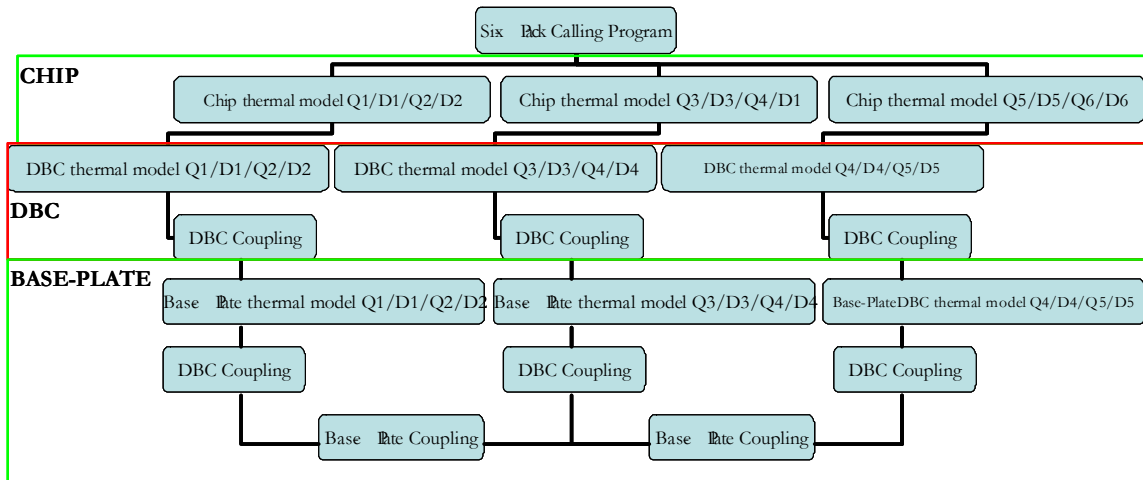 Six Pack Calling Program
CHIP
Chip thermal model Q1/D1/Q2/D2
Chip thermal model Q3/D3/Q4/D1
Chip thermal model Q5/D5/Q6/D6
DBC thermal model Q1/D1/Q2/D2
DBC thermal model Q3/D3/Q4/D4
DBC thermal model Q4/D4/Q5/D5
DBC
DBC Coupling
DBC Coupling
DBC Coupling
BASE-PLATE
Base Plate thermal model Q1/D1/Q2/D2
Base Plate thermal model Q3/D3/Q4/D4
Base-PlateDBC thermal model Q4/D4/Q5/D5
DBC Coupling
DBC Coupling
DBC Coupling
Base Plate Coupling
Base Plate Coupling